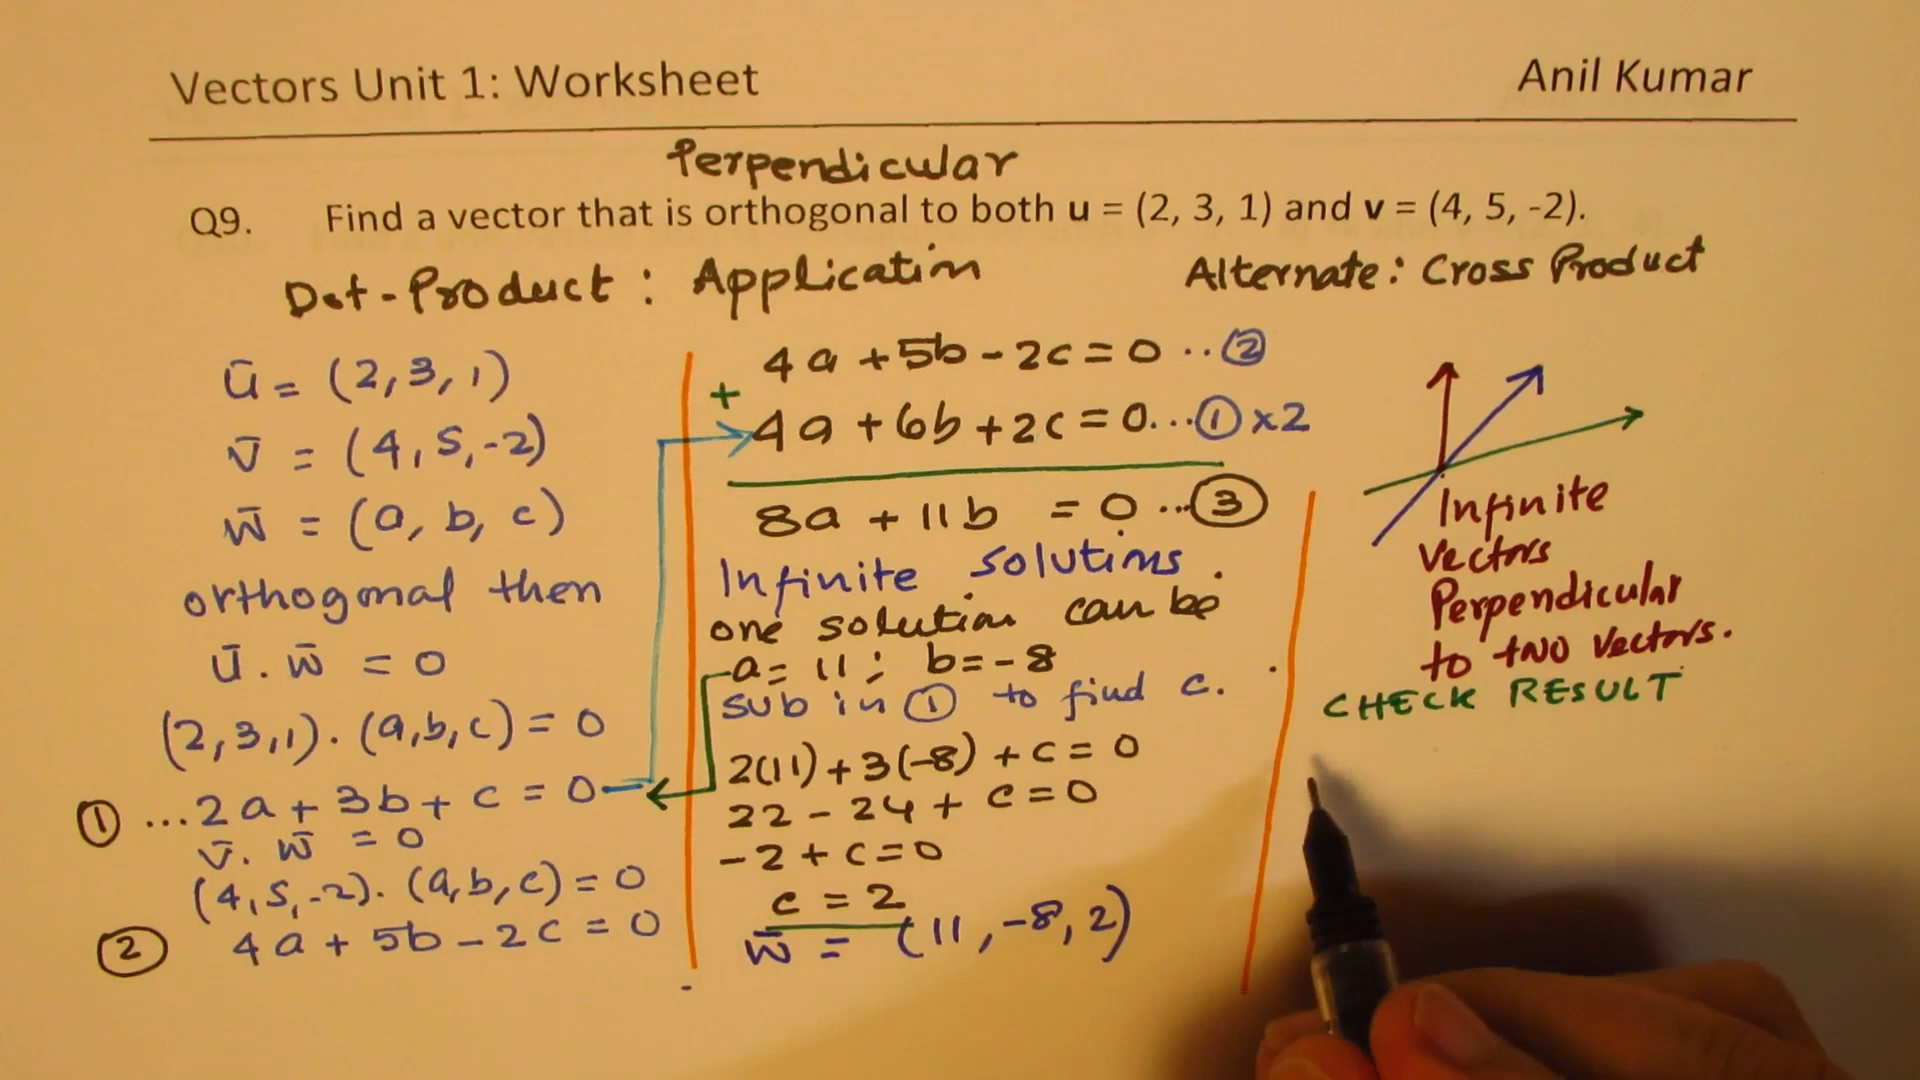 Vectors Unit 1: Worksheet
Anil Kumar
Perpendicular
Q9. Find a vector that is orthogonal to both u = (2, 3, 1) and v = (4, 5, -2).
Dot-Product: Application
Alternate: Cross Product
ū = (2,3,1)
v̄ = (4,5,-2)
w̄ = (a, b, c)
orthogonal then
ū . w̄ = 0
(2,3,1) . (a,b,c) = 0
① ...2a + 3b + c = 0
v̄ . w̄ = 0
(4,5,-2) . (a,b,c) = 0
② 4a + 5b - 2c = 0
4a + 5b - 2c = 0 ..②
+
4a + 6b + 2c = 0...① x2
8a + 11b = 0 ...③
Infinite solutions
one solution can be:
a = 11 ; b = -8
sub in ① to find c.
2(11) + 3(-8) + c = 0
22 - 24 + c = 0
-2 + c = 0
c = 2
w̄ = (11, -8, 2)
Infinite
Vectors
Perpendicular
to two Vectors.
CHECK RESULT